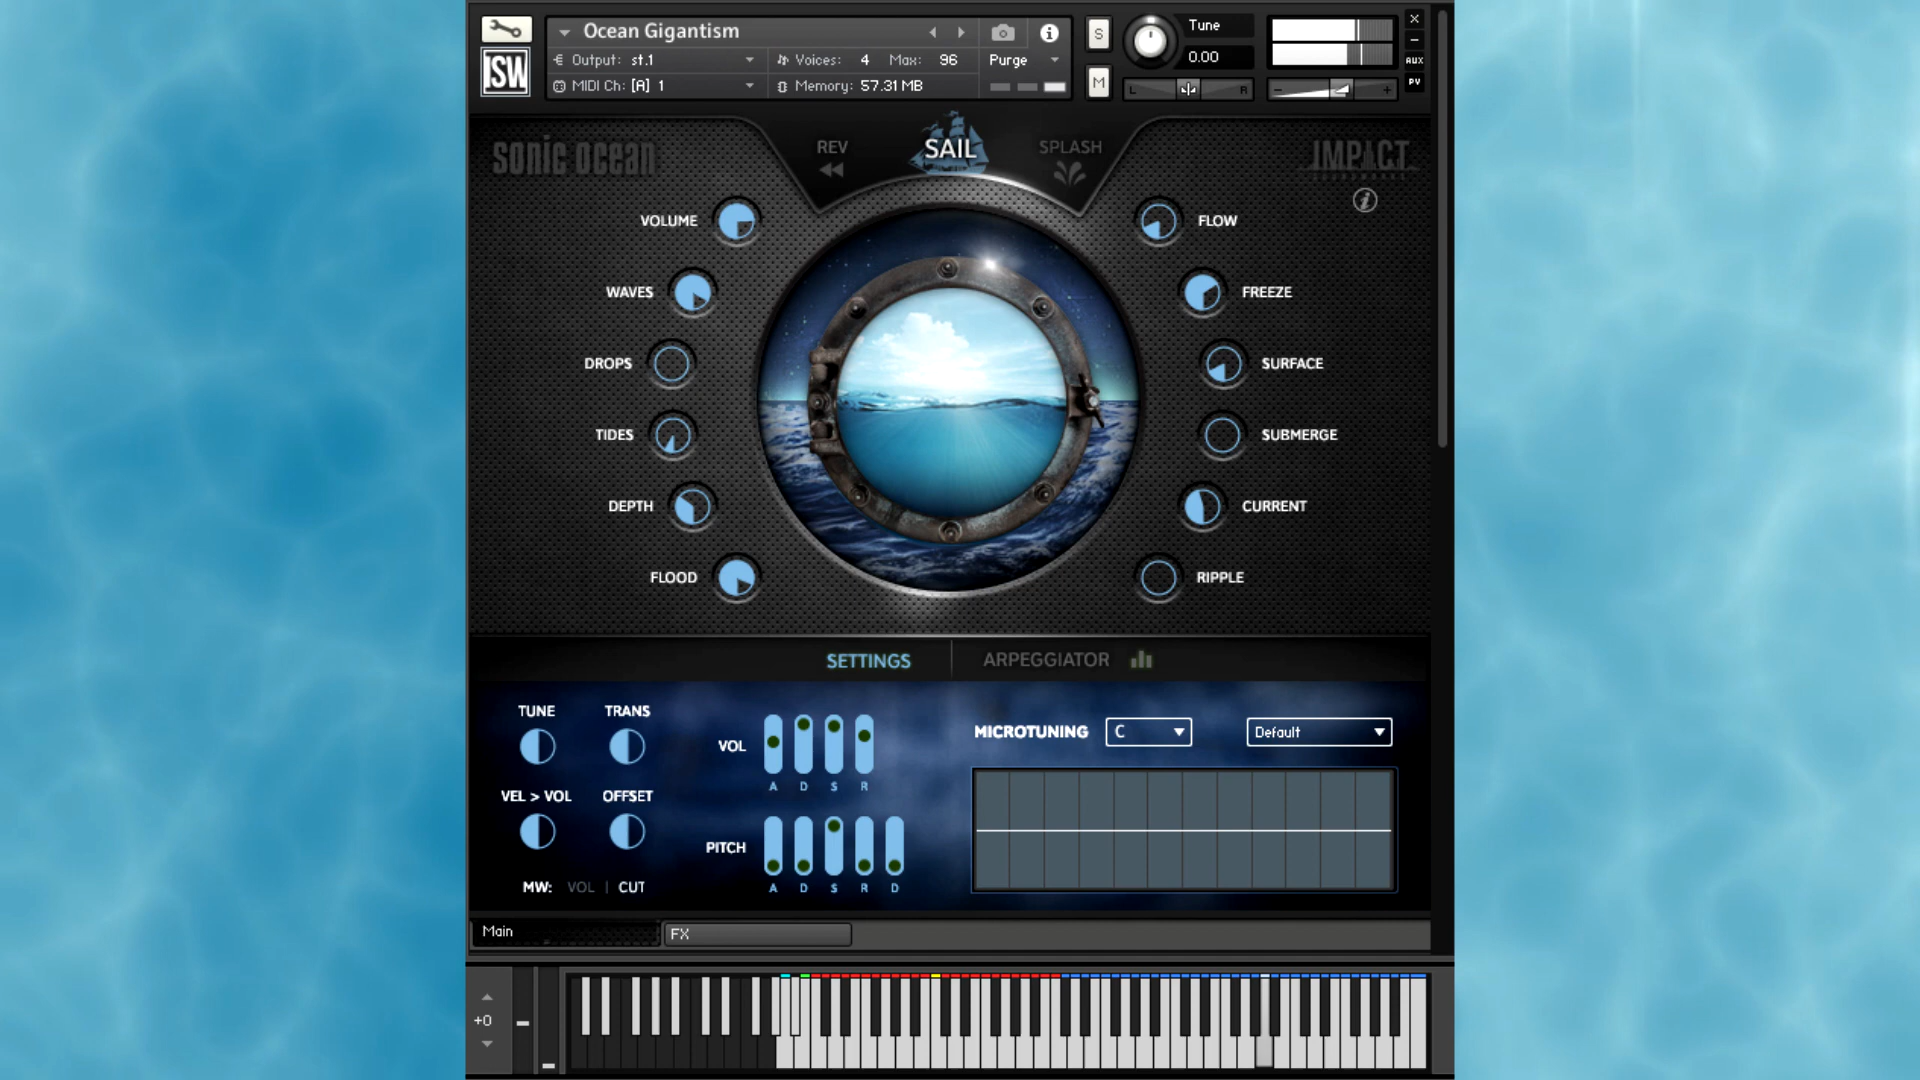 Ocean Gigantism
S
Tune
0.00
×
–
AUX
PV
ISW
Output: st.1
Voices: 4 Max: 96
Purge
MIDI Ch: [A] 1
Memory: 57.31 MB
M
L R
– +
sonic ocean
REV
SAIL
SPLASH
IMPACT
SOUNDWORKS
i
VOLUME
FLOW
WAVES
FREEZE
DROPS
SURFACE
TIDES
SUBMERGE
DEPTH
CURRENT
FLOOD
RIPPLE
SETTINGS
ARPEGGIATOR
TUNE
TRANS
VOL
A D S R
MICROTUNING
C
Default
VEL > VOL
OFFSET
PITCH
A D S R D
MW: VOL | CUT
Main
FX
+0